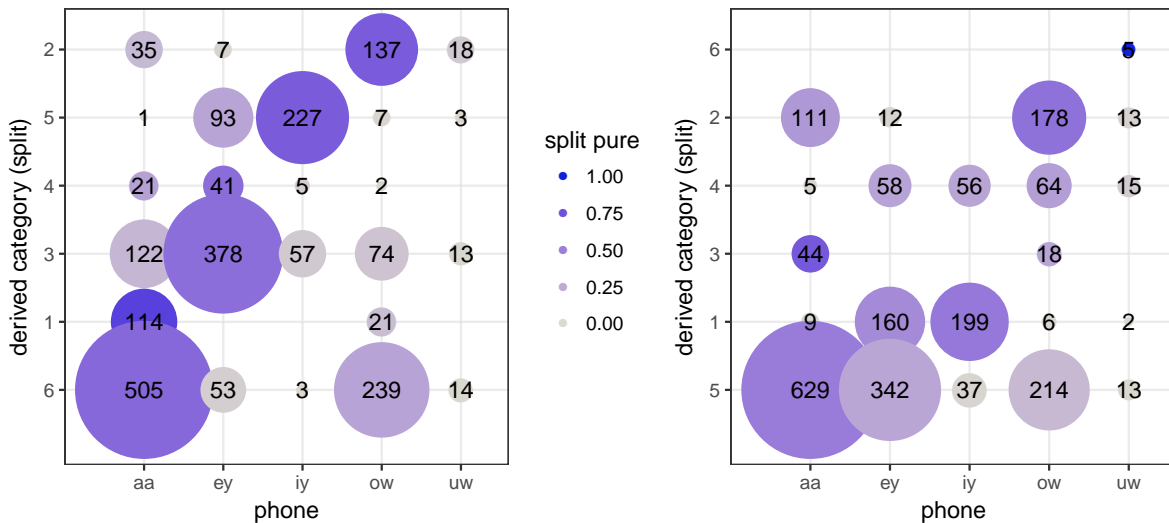 2 35 7 137 18
5 1 93 227 7 3
4 21 41 5 2
3 122 378 57 74 13
1 114 21
6 505 53 3 239 14
aa ey iy ow uw
phone
derived category (split)
split pure
1.00
0.75
0.50
0.25
0.00
6 5
2 111 12 178 13
4 5 58 56 64 15
3 44 18
1 9 160 199 6 2
5 629 342 37 214 13
aa ey iy ow uw
phone
derived category (split)